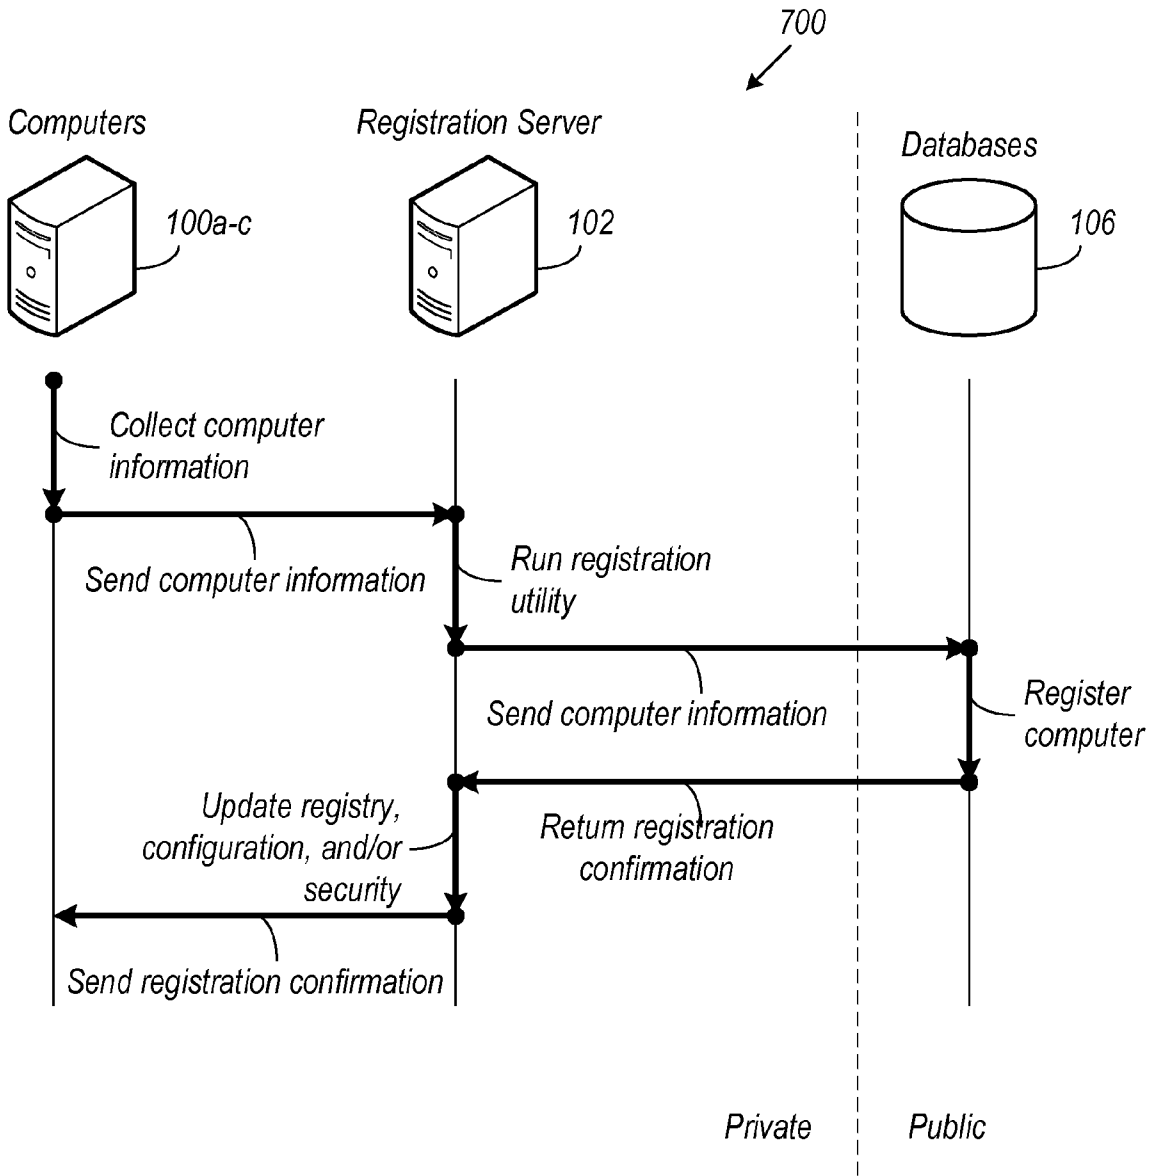 700
Computers
Registration Server
Databases
100a-c
102
106
Collect computer
information
Send computer information
Run registration
utility
Send computer information
Register
computer
Update registry,
configuration, and/or
security
Return registration
confirmation
Send registration confirmation
Private
Public